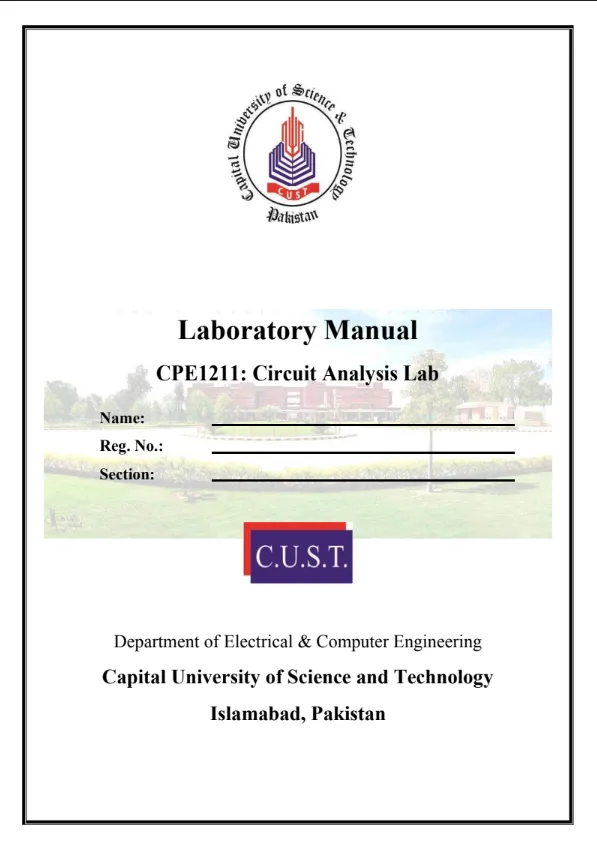 Capital University of Science & Technology
Pakistan
CUST
Laboratory Manual
CPE1211: Circuit Analysis Lab
Name:
Reg. No.:
Section:
C.U.S.T.
Department of Electrical & Computer Engineering
Capital University of Science and Technology
Islamabad, Pakistan